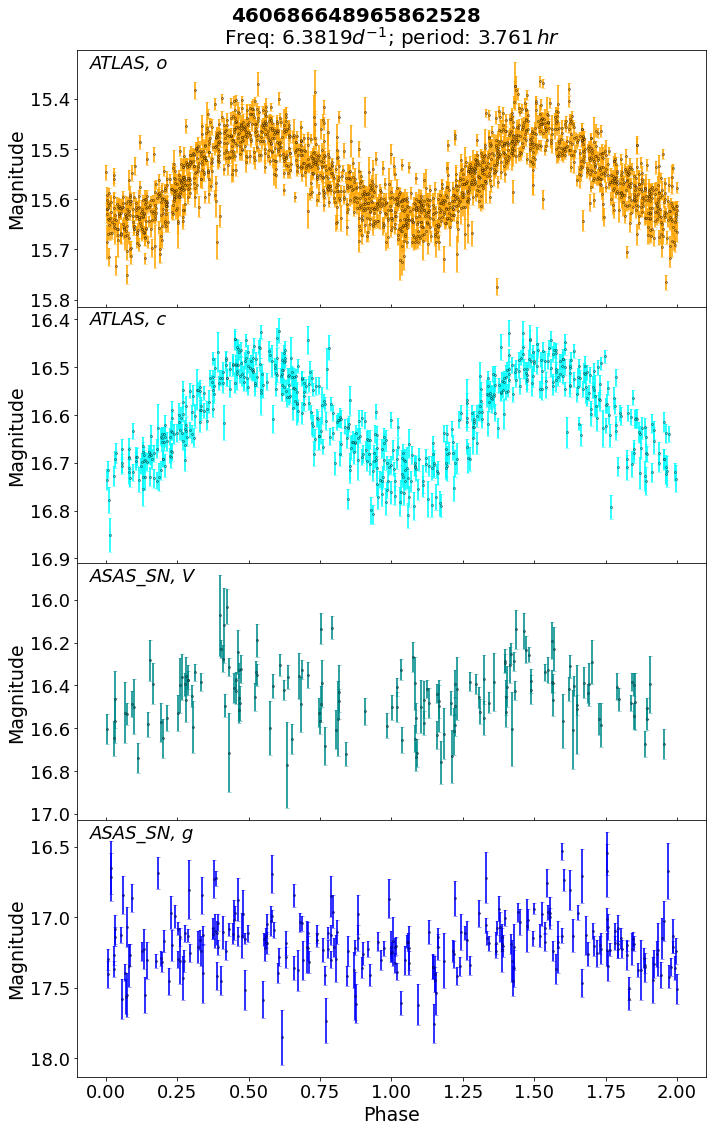 4606866489658​62528
Freq: 6.3819d⁻¹; period: 3.761 hr
ATLAS, o
15.4
15.5
15.6
15.7
15.8
Magnitude
ATLAS, c
16.4
16.5
16.6
16.7
16.8
16.9
Magnitude
ASAS_SN, V
16.0
16.2
16.4
16.6
16.8
17.0
Magnitude
ASAS_SN, g
16.5
17.0
17.5
18.0
Magnitude
0.00 0.25 0.50 0.75 1.00 1.25 1.50 1.75 2.00
Phase